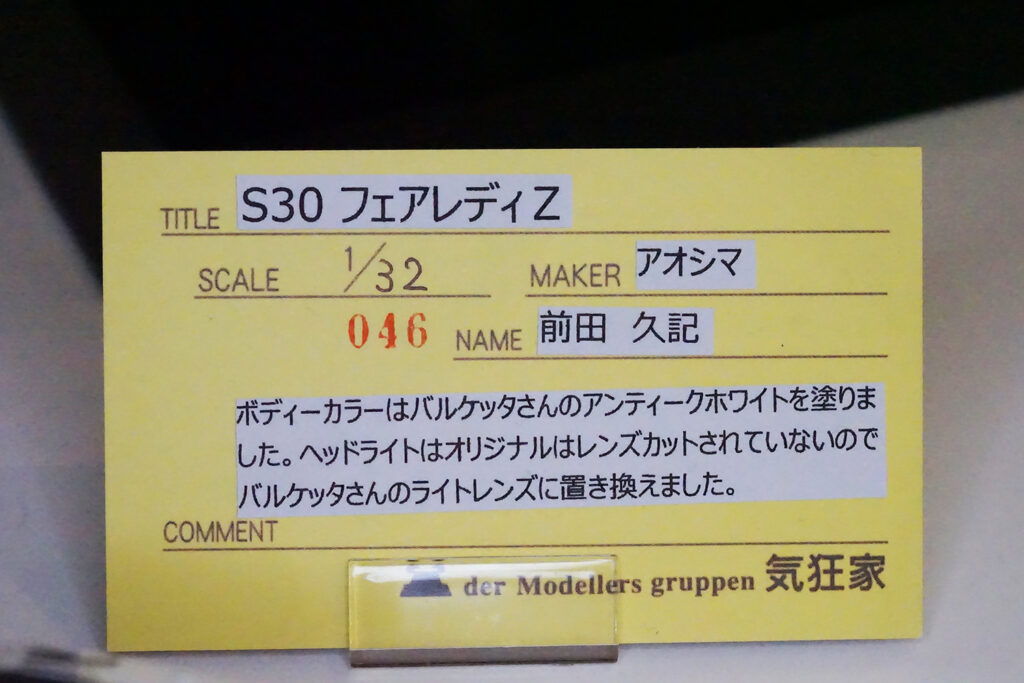 TITLE S30 フェアレディZ
SCALE 1/32 MAKER アオシマ
046 NAME 前田 久記
ボディーカラーはバルケッタさんのアンティークホワイトを塗りま
した。ヘッドライトはオリジナルはレンズカットされていないので
バルケッタさんのライトレンズに置き換えました。
COMMENT
der Modellers gruppen 気狂家